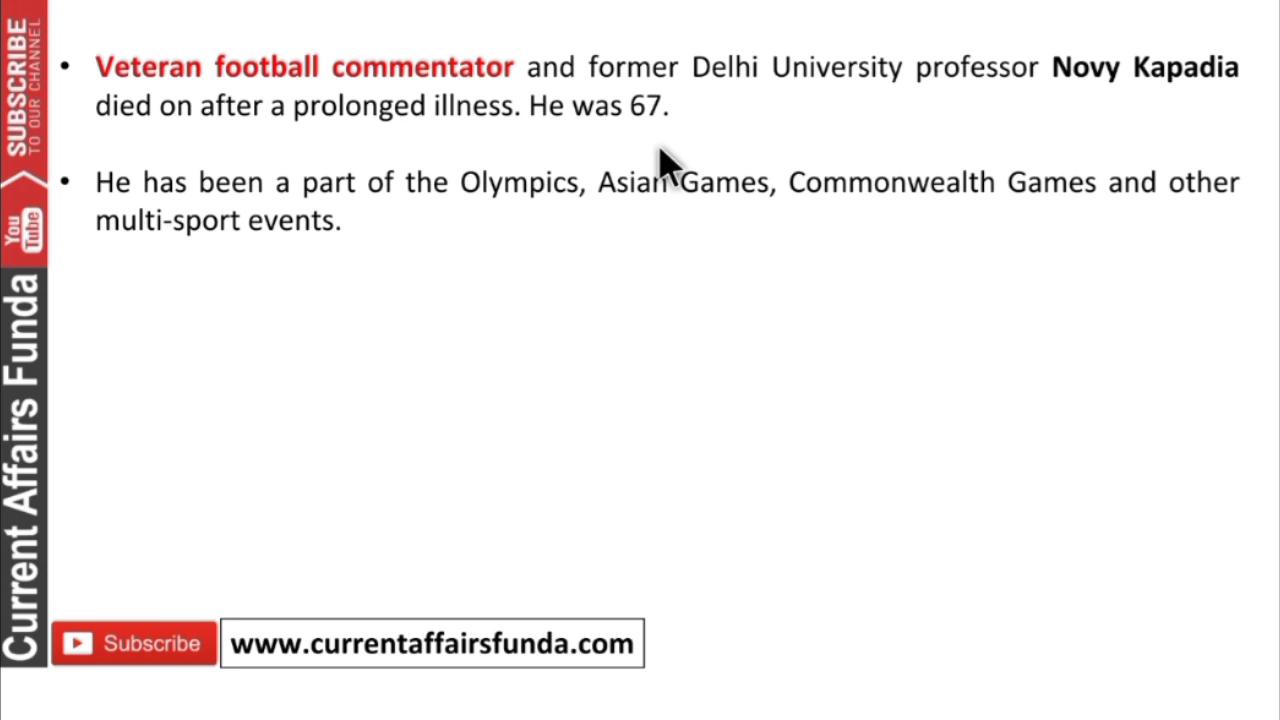 SUBSCRIBE
TO OUR CHANNEL
You
Tube
Current Affairs Funda
• Veteran football commentator and former Delhi University professor Novy Kapadia
died on after a prolonged illness. He was 67.
• He has been a part of the Olympics, Asian Games, Commonwealth Games and other
multi-sport events.
Subscribe
www.currentaffairsfunda.com